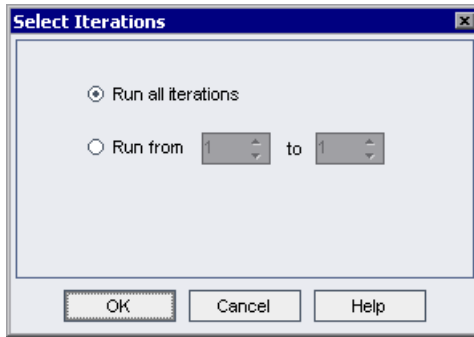 Select Iterations
Run all iterations
Run from 1 to 1
OK Cancel Help